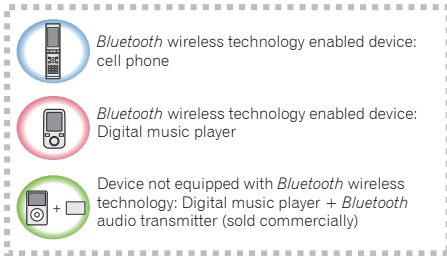 Bluetooth wireless technology enabled device:
cell phone
Bluetooth wireless technology enabled device:
Digital music player
Device not equipped with Bluetooth wireless
technology: Digital music player + Bluetooth
audio transmitter (sold commercially)
+